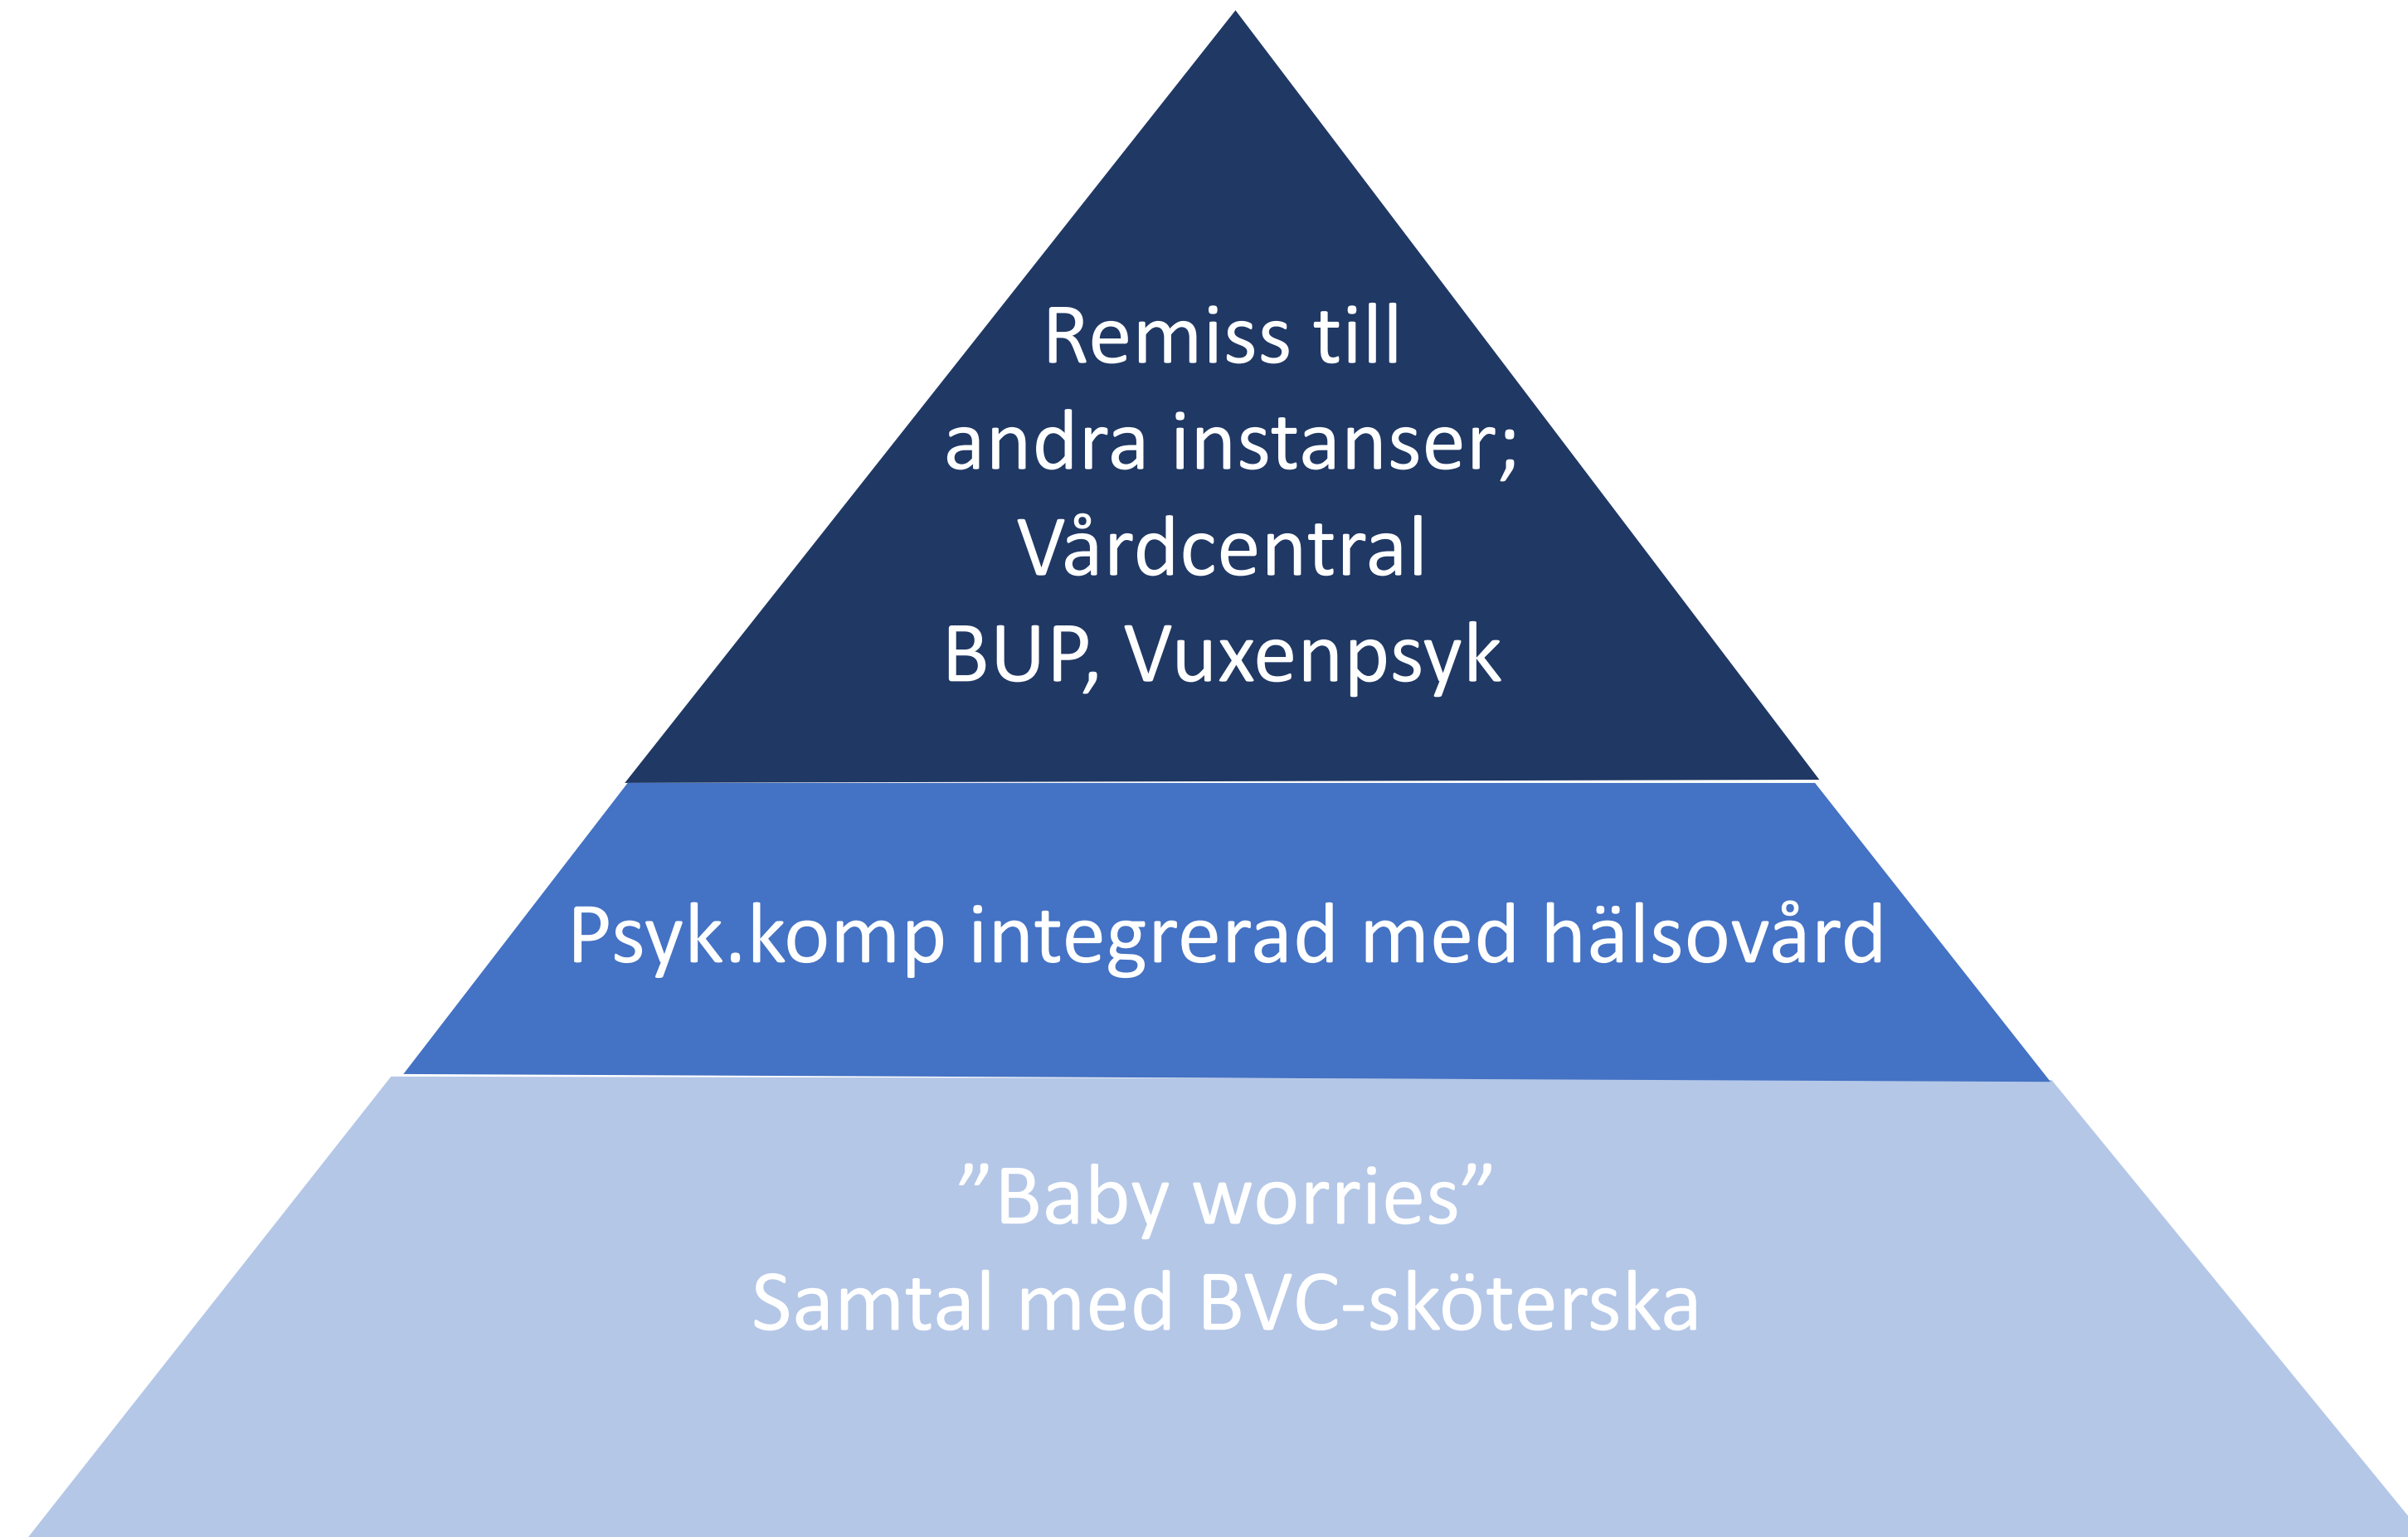 Remiss till
andra instanser;
Vårdcentral
BUP, Vuxenpsyk
Psyk.komp integrerad med hälsovård
”Baby worries”
Samtal med BVC-sköterska